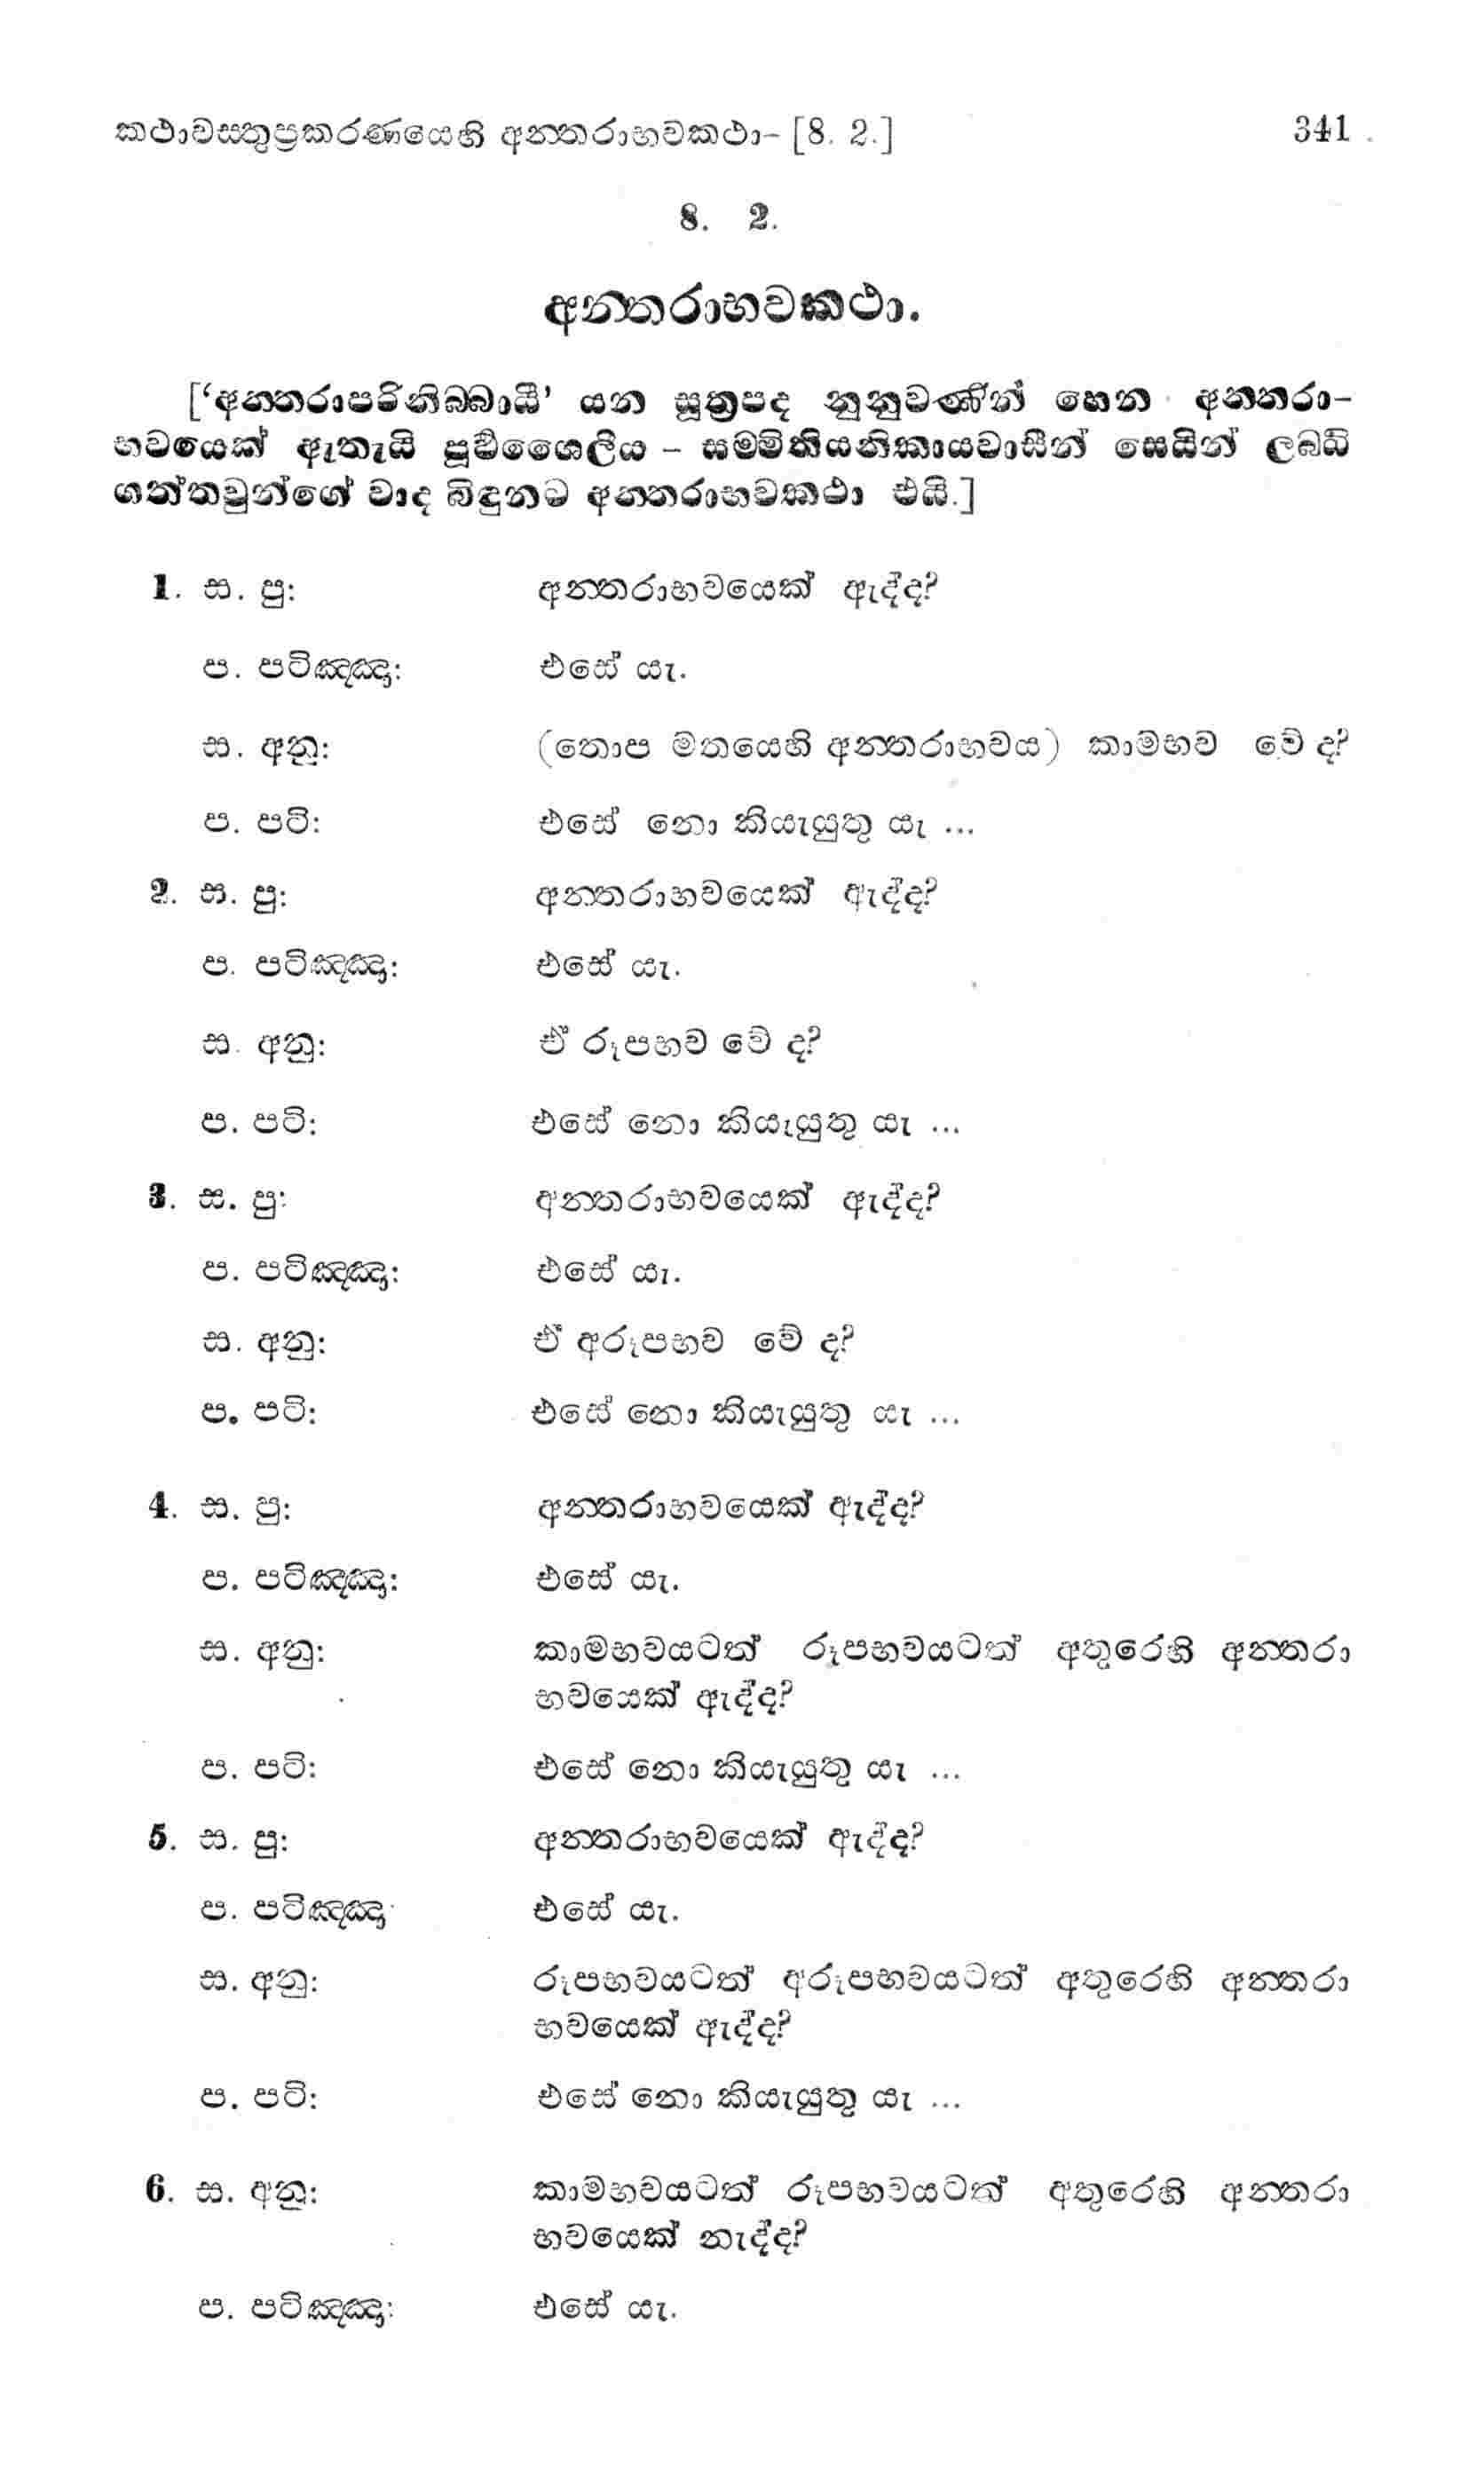 කථාවස්තුප්‍රකරණයෙහි අන්තරාභවකථා- [8. 2.] 341
8. 2.
අන්තරාභවකථා.
['අන්තරාපරිනිබ්බායී' යන සූත්‍රපද නුනුවණින් ගෙන අන්තරා-
භවයෙක් ඇතැයි පූර්‍වශෛලීය - සම්මිතියනිකායවාසීන් සෙයින් ලබ්ධි
ගත්තවුන්ගේ වාද බිඳුනට අන්තරාභවකථා එයි.]
1. ස. පු: අන්තරාභවයෙක් ඇද්ද?
ප. පටිඤ්ඤා: එසේ යැ.
ස. අනු: (තොප මතයෙහි අන්තරාභවය) කාමභව වේ ද?
ප. පටි: එසේ නො කියැයුතු යැ ...
2. ස. පු: අන්තරාභවයෙක් ඇද්ද?
ප. පටිඤ්ඤා: එසේ යැ.
ස. අනු: ඒ රූපභව වේ ද?
ප. පටි: එසේ නො කියැයුතු යැ ...
3. ස. පු: අන්තරාභවයෙක් ඇද්ද?
ප. පටිඤ්ඤා: එසේ යැ.
ස. අනු: ඒ අරූපභව වේ ද?
ප. පටි: එසේ නො කියැයුතු යැ ...
4. ස. පු: අන්තරාභවයෙක් ඇද්ද?
ප. පටිඤ්ඤා: එසේ යැ.
ස. අනු: කාමභවයටත් රූපභවයටත් අතුරෙහි අන්තරා
භවයෙක් ඇද්ද?
ප. පටි: එසේ නො කියැයුතු යැ ...
5. ස. පු: අන්තරාභවයෙක් ඇද්ද?
ප. පටිඤ්ඤා එසේ යැ.
ස. අනු: රූපභවයටත් අරූපභවයටත් අතුරෙහි අන්තරා
භවයෙක් ඇද්ද?
ප. පටි: එසේ නො කියැයුතු යැ ...
6. ස. අනු: කාමභවයටත් රූපභවයටත් අතුරෙහි අන්තරා
භවයෙක් නැද්ද?
ප. පටිඤ්ඤා: එසේ යැ.